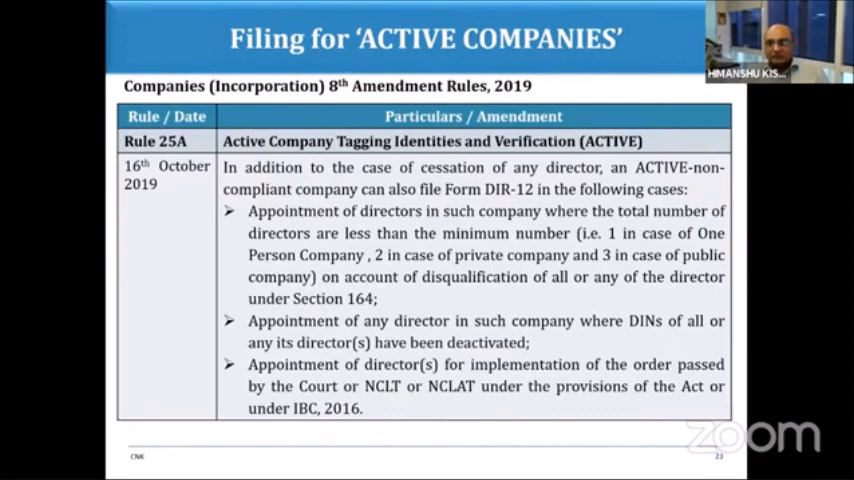 Filing for ‘ACTIVE COMPANIES’
HIMANSHU KIS...
Companies (Incorporation) 8th Amendment Rules, 2019
Rule / Date
Particulars / Amendment
Rule 25A
Active Company Tagging Identities and Verification (ACTIVE)
16th October
2019
In addition to the case of cessation of any director, an ACTIVE-non-
compliant company can also file Form DIR-12 in the following cases:
➢ Appointment of directors in such company where the total number of
directors are less than the minimum number (i.e. 1 in case of One
Person Company , 2 in case of private company and 3 in case of public
company) on account of disqualification of all or any of the director
under Section 164;
➢ Appointment of any director in such company where DINs of all or
any its director(s) have been deactivated;
➢ Appointment of director(s) for implementation of the order passed
by the Court or NCLT or NCLAT under the provisions of the Act or
under IBC, 2016.
CNK
23
zoom